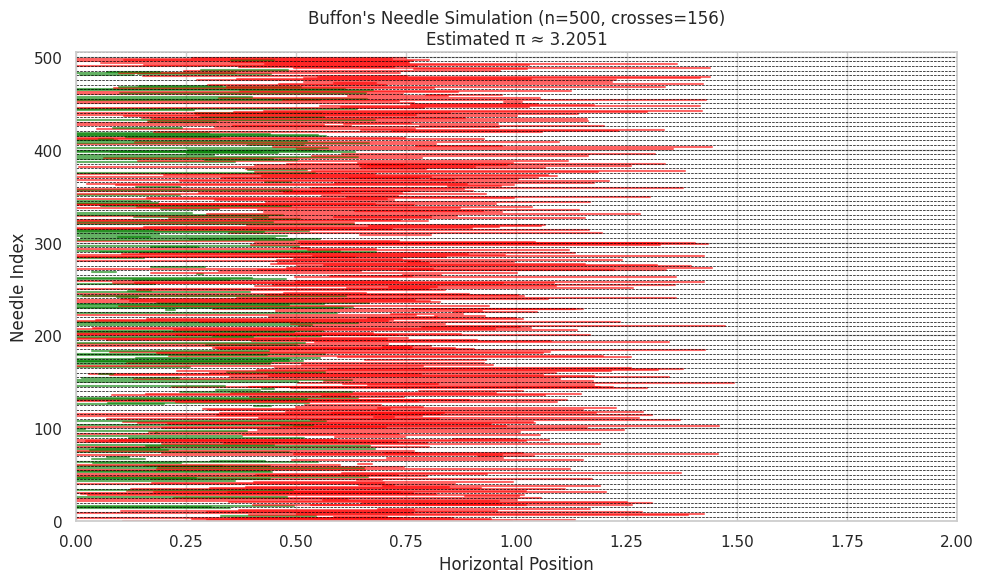 Buffon's Needle Simulation (n=500, crosses=156)
Estimated π ≈ 3.2051
500
400
300
200
100
0
Needle Index
0.00 0.25 0.50 0.75 1.00 1.25 1.50 1.75 2.00
Horizontal Position